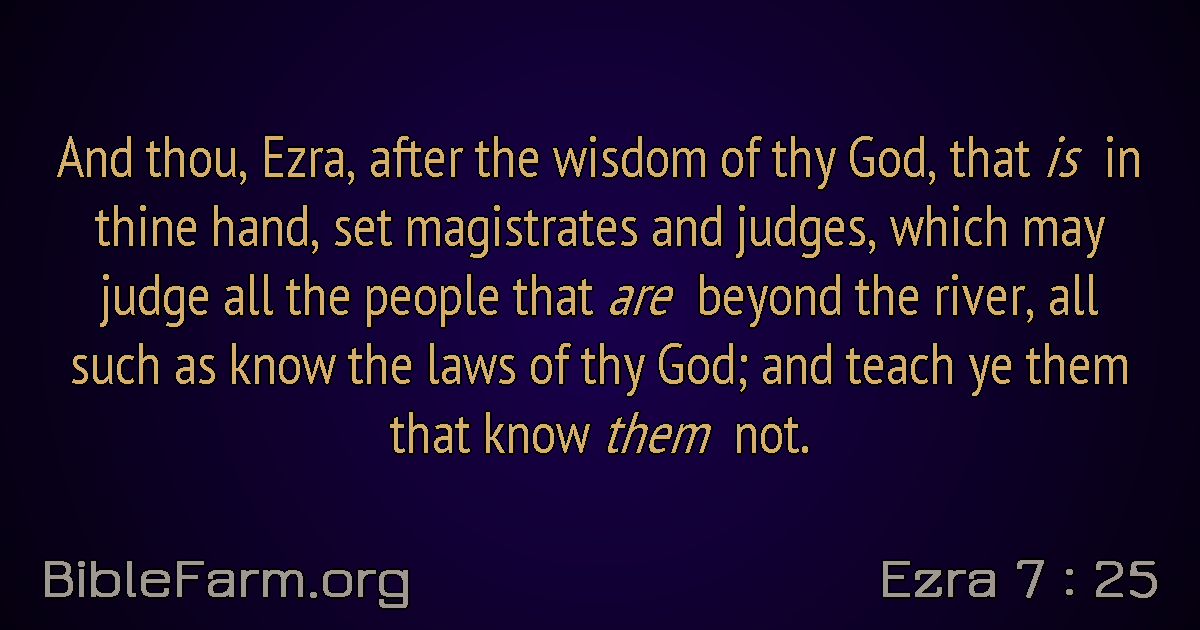 And thou, Ezra, after the wisdom of thy God, that is in
thine hand, set magistrates and judges, which may
judge all the people that are beyond the river, all
such as know the laws of thy God; and teach ye them
that know them not.
BibleFarm.org
Ezra 7 : 25